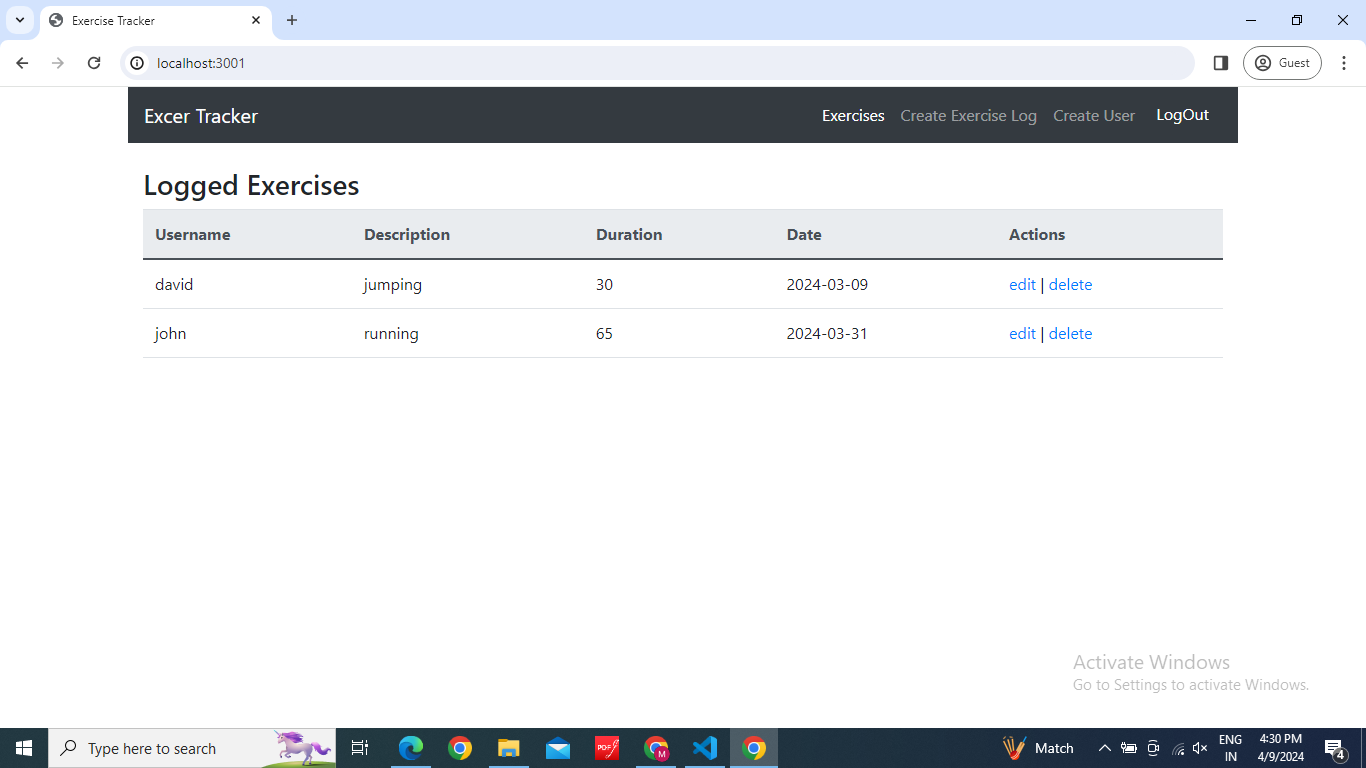 Exercise Tracker
localhost:3001
Guest
Excer Tracker
Exercises Create Exercise Log Create User LogOut
Logged Exercises
Username Description Duration Date Actions
david jumping 30 2024-03-09 edit | delete
john running 65 2024-03-31 edit | delete
Activate Windows
Go to Settings to activate Windows.
Type here to search
PDF
M
Match
ENG
IN
4:30 PM
4/9/2024
4